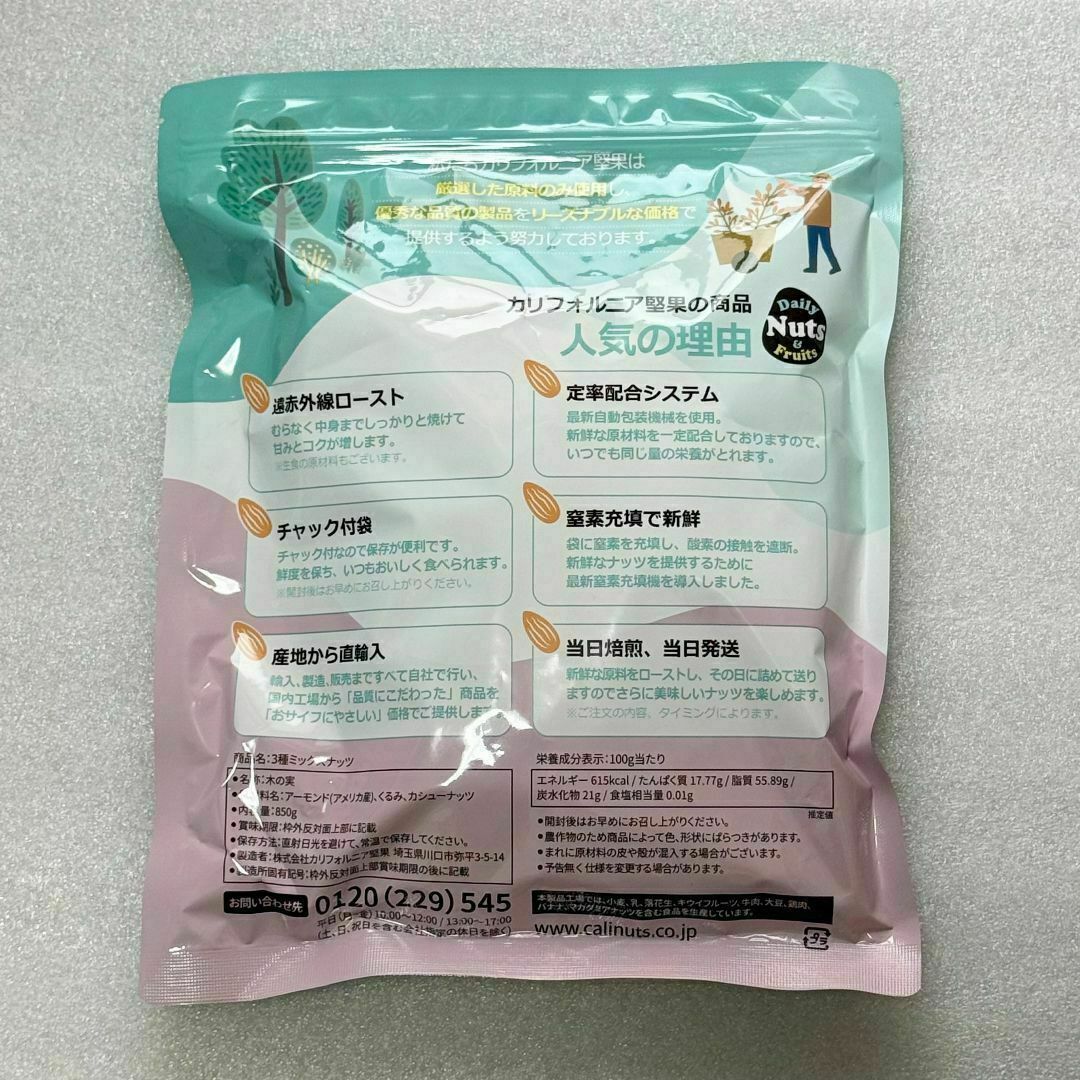 カリフォルニア堅果は
厳選した原料のみ使用し、
優秀な品質の製品をリーズナブルな価格で
提供するよう努力しております。
カリフォルニア堅果の商品
人気の理由
Daily
Nuts
&
Fruits
遠赤外線ロースト
むらなく中身までしっかりと焼けて
甘みとコクが増します。
※生食の原材料もございます。
定率配合システム
最新自動包装機械を使用。
新鮮な原材料を一定配合しておりますので、
いつでも同じ量の栄養がとれます。
チャック付袋
チャック付なので保存が便利です。
鮮度を保ち、いつもおいしく食べられます。
※開封後はお早めにお召し上がりください。
窒素充填で新鮮
袋に窒素を充填し、酸素の接触を遮断。
新鮮なナッツを提供するために
最新窒素充填機を導入しました。
産地から直輸入
輸入、製造、販売まですべて自社で行い、
国内工場から「品質にこだわった」商品を
「おサイフにやさしい」価格でご提供します
当日焙煎、当日発送
新鮮な原料をローストし、その日に詰めて送り
ますのでさらに美味しいナッツを楽しめます。
※ご注文の内容、タイミングによります。
商品名:3種ミックスナッツ
●名称:木の実
料名:アーモンド(アメリカ産)、くるみ、カシューナッツ
●内容量:850g
●賞味期限:枠外反対面上部に記載
●保存方法:直射日光を避けて、常温で保存してください。
●製造者:株式会社カリフォルニア堅果 埼玉県川口市弥平3-5-14
●製造所固有記号:枠外反対面上部賞味期限の後に記載
お問い合わせ先 0120(229)545
平日(月~金)10:00~12:00/13:00~17:00
(土、日、祝日を含む会社指定の休日を除く)
栄養成分表示:100g当たり
エネルギー 615kcal / たんぱく質 17.77g / 脂質 55.89g /
炭水化物 21g / 食塩相当量 0.01g
推定値
●開封後はお早めにお召し上がりください。
●農作物のため商品によって色、形状にばらつきがあります。
●まれに原材料の皮や殻が混入する場合がございます。
●予告無く仕様を変更する場合があります。
本製品工場では、小麦、乳、落花生、キウイフルーツ、牛肉、大豆、鶏肉、
バナナ、マカダミアナッツを含む食品を生産しています。
www.calinuts.co.jp
プラ